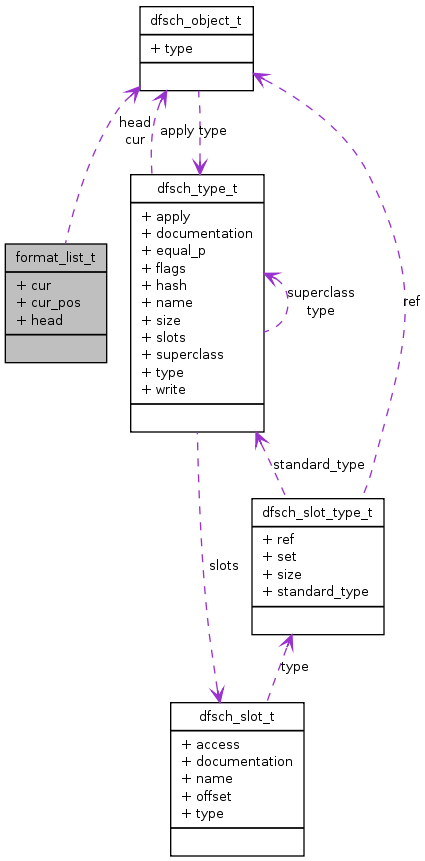 dfsch_object_t
+ type
head
cur
apply
type
dfsch_type_t
+ apply
+ documentation
+ equal_p
+ flags
+ hash
+ name
+ size
+ slots
+ superclass
+ type
+ write
format_list_t
+ cur
+ cur_pos
+ head
superclass
type
ref
standard_type
dfsch_slot_type_t
+ ref
+ set
+ size
+ standard_type
slots
type
dfsch_slot_t
+ access
+ documentation
+ name
+ offset
+ type